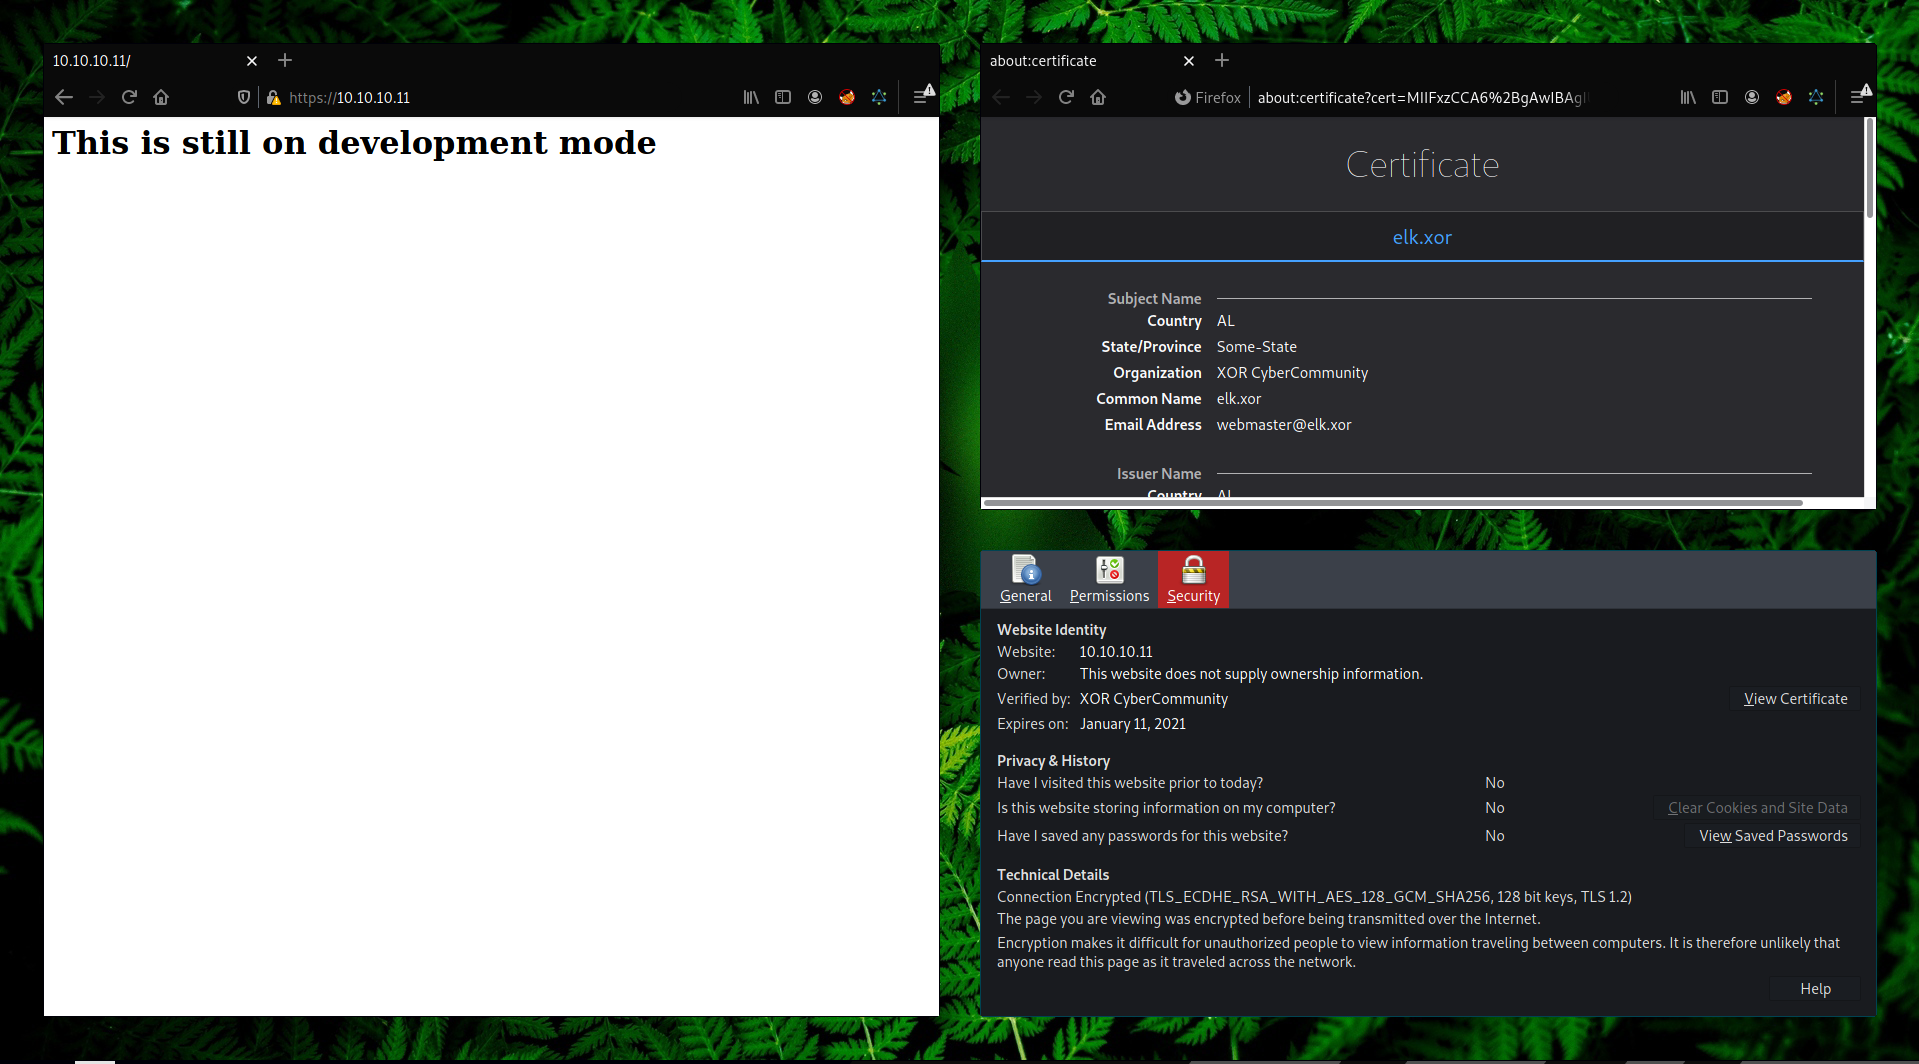 10.10.10.11/
https://10.10.10.11
This is still on development mode
about:certificate
Firefox
about:certificate?cert=MIIFxzCCA6%2BgAwIBAgI
Certificate
elk.xor
Subject Name
Country AL
State/Province Some-State
Organization XOR CyberCommunity
Common Name elk.xor
Email Address webmaster@elk.xor
Issuer Name
Country AL
General Permissions Security
Website Identity
Website: 10.10.10.11
Owner: This website does not supply ownership information.
Verified by: XOR CyberCommunity View Certificate
Expires on: January 11, 2021
Privacy & History
Have I visited this website prior to today? No
Is this website storing information on my computer? No Clear Cookies and Site Data
Have I saved any passwords for this website? No View Saved Passwords
Technical Details
Connection Encrypted (TLS_ECDHE_RSA_WITH_AES_128_GCM_SHA256, 128 bit keys, TLS 1.2)
The page you are viewing was encrypted before being transmitted over the Internet.
Encryption makes it difficult for unauthorized people to view information traveling between computers. It is therefore unlikely that
anyone read this page as it traveled across the network.
Help